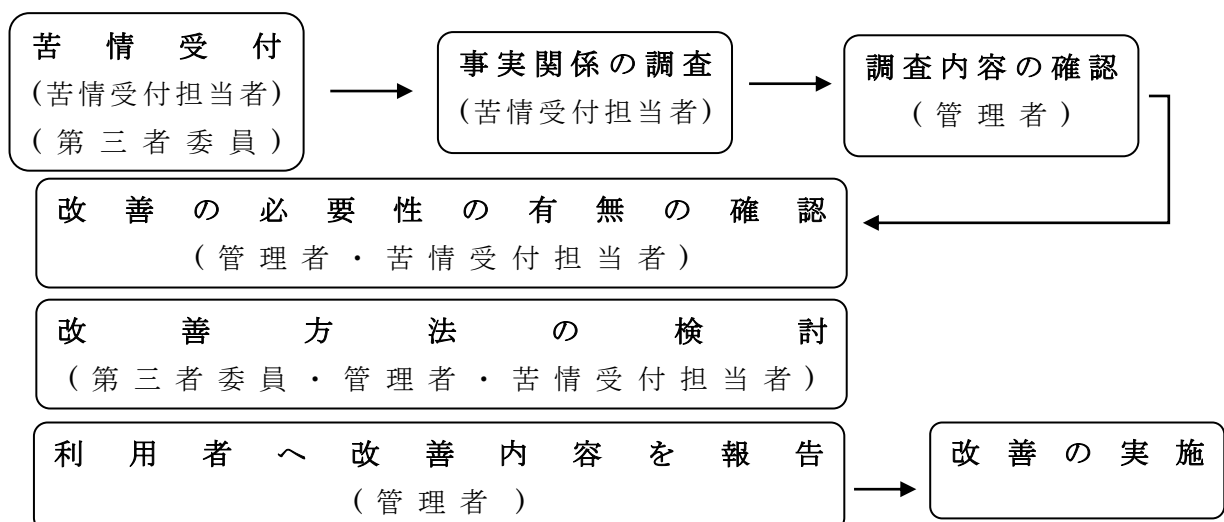 苦情受付
(苦情受付担当者)
(第三者委員)
事実関係の調査
(苦情受付担当者)
調査内容の確認
(管理者)
改善の必要性の有無の確認
(管理者・苦情受付担当者)
改善方法の検討
(第三者委員・管理者・苦情受付担当者)
利用者へ改善内容を報告
(管理者)
改善の実施